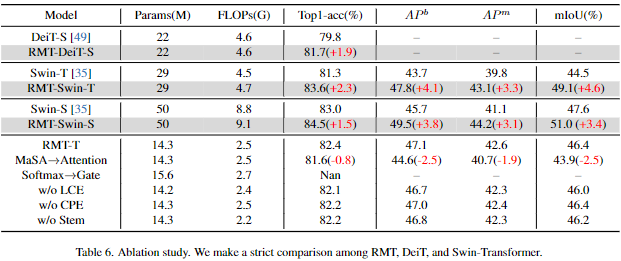 Model Params(M) FLOPs(G) Top1-acc(%) AP^b AP^m mIoU(%)
DeiT-S [49] 22 4.6 79.8 – – –
RMT-DeiT-S 22 4.6 81.7(+1.9) – – –
Swin-T [35] 29 4.5 81.3 43.7 39.8 44.5
RMT-Swin-T 29 4.7 83.6(+2.3) 47.8(+4.1) 43.1(+3.3) 49.1(+4.6)
Swin-S [35] 50 8.8 83.0 45.7 41.1 47.6
RMT-Swin-S 50 9.1 84.5(+1.5) 49.5(+3.8) 44.2(+3.1) 51.0 (+3.4)
RMT-T 14.3 2.5 82.4 47.1 42.6 46.4
MaSA→Attention 14.3 2.5 81.6(-0.8) 44.6(-2.5) 40.7(-1.9) 43.9(-2.5)
Softmax→Gate 15.6 2.7 Nan – – –
w/o LCE 14.2 2.4 82.1 46.7 42.3 46.0
w/o CPE 14.3 2.5 82.2 47.0 42.4 46.4
w/o Stem 14.3 2.2 82.2 46.8 42.3 46.2
Table 6. Ablation study. We make a strict comparison among RMT, DeiT, and Swin-Transformer.